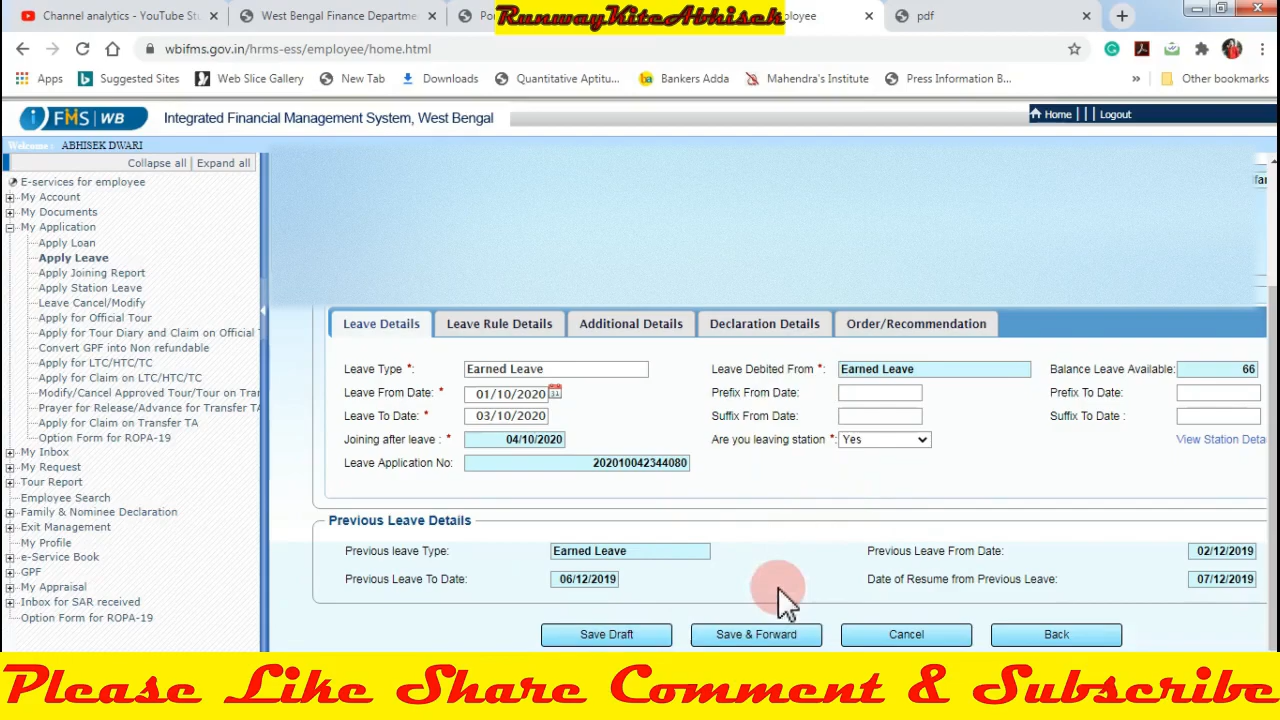 Channel analytics - YouTube St
West Bengal Finance Departme
RunwayKiteAbhisek
ployee
pdf
wbifms.gov.in/hrms-ess/employee/home.html
Apps
Suggested Sites
Web Slice Gallery
New Tab
Downloads
Quantitative Aptitu...
Bankers Adda
Mahendra's Institute
Press Information B...
»
Other bookmarks
iFMS | WB
Integrated Financial Management System, West Bengal
Home | | | Logout
Welcome : ABHISEK DWARI
Collapse all | Expand all
E-services for employee
My Account
My Documents
My Application
Apply Loan
Apply Leave
Apply Joining Report
Apply Station Leave
Leave Cancel/Modify
Apply for Official Tour
Apply for Tour Diary and Claim on Official T
Convert GPF into Non refundable
Apply for LTC/HTC/TC
Apply for Claim on LTC/HTC/TC
Modify/Cancel Approved Tour/Tour on Tran
Prayer for Release/Advance for Transfer TA
Apply for Claim on Transfer TA
Option Form for ROPA-19
My Inbox
My Request
Tour Report
Employee Search
Family & Nominee Declaration
Exit Management
My Profile
e-Service Book
GPF
My Appraisal
Inbox for SAR received
Option Form for ROPA-19
Leave Details
Leave Rule Details
Additional Details
Declaration Details
Order/Recommendation
Leave Type *: Earned Leave
Leave Debited From *: Earned Leave
Balance Leave Available: 66
Leave From Date: * 01/10/2020
Prefix From Date:
Prefix To Date:
Leave To Date: * 03/10/2020
Suffix From Date:
Suffix To Date :
Joining after leave : * 04/10/2020
Are you leaving station *: Yes
View Station Deta
Leave Application No: 202010042344080
Previous Leave Details
Previous leave Type: Earned Leave
Previous Leave From Date: 02/12/2019
Previous Leave To Date: 06/12/2019
Date of Resume from Previous Leave: 07/12/2019
Save Draft
Save & Forward
Cancel
Back
Please Like Share Comment & Subscribe